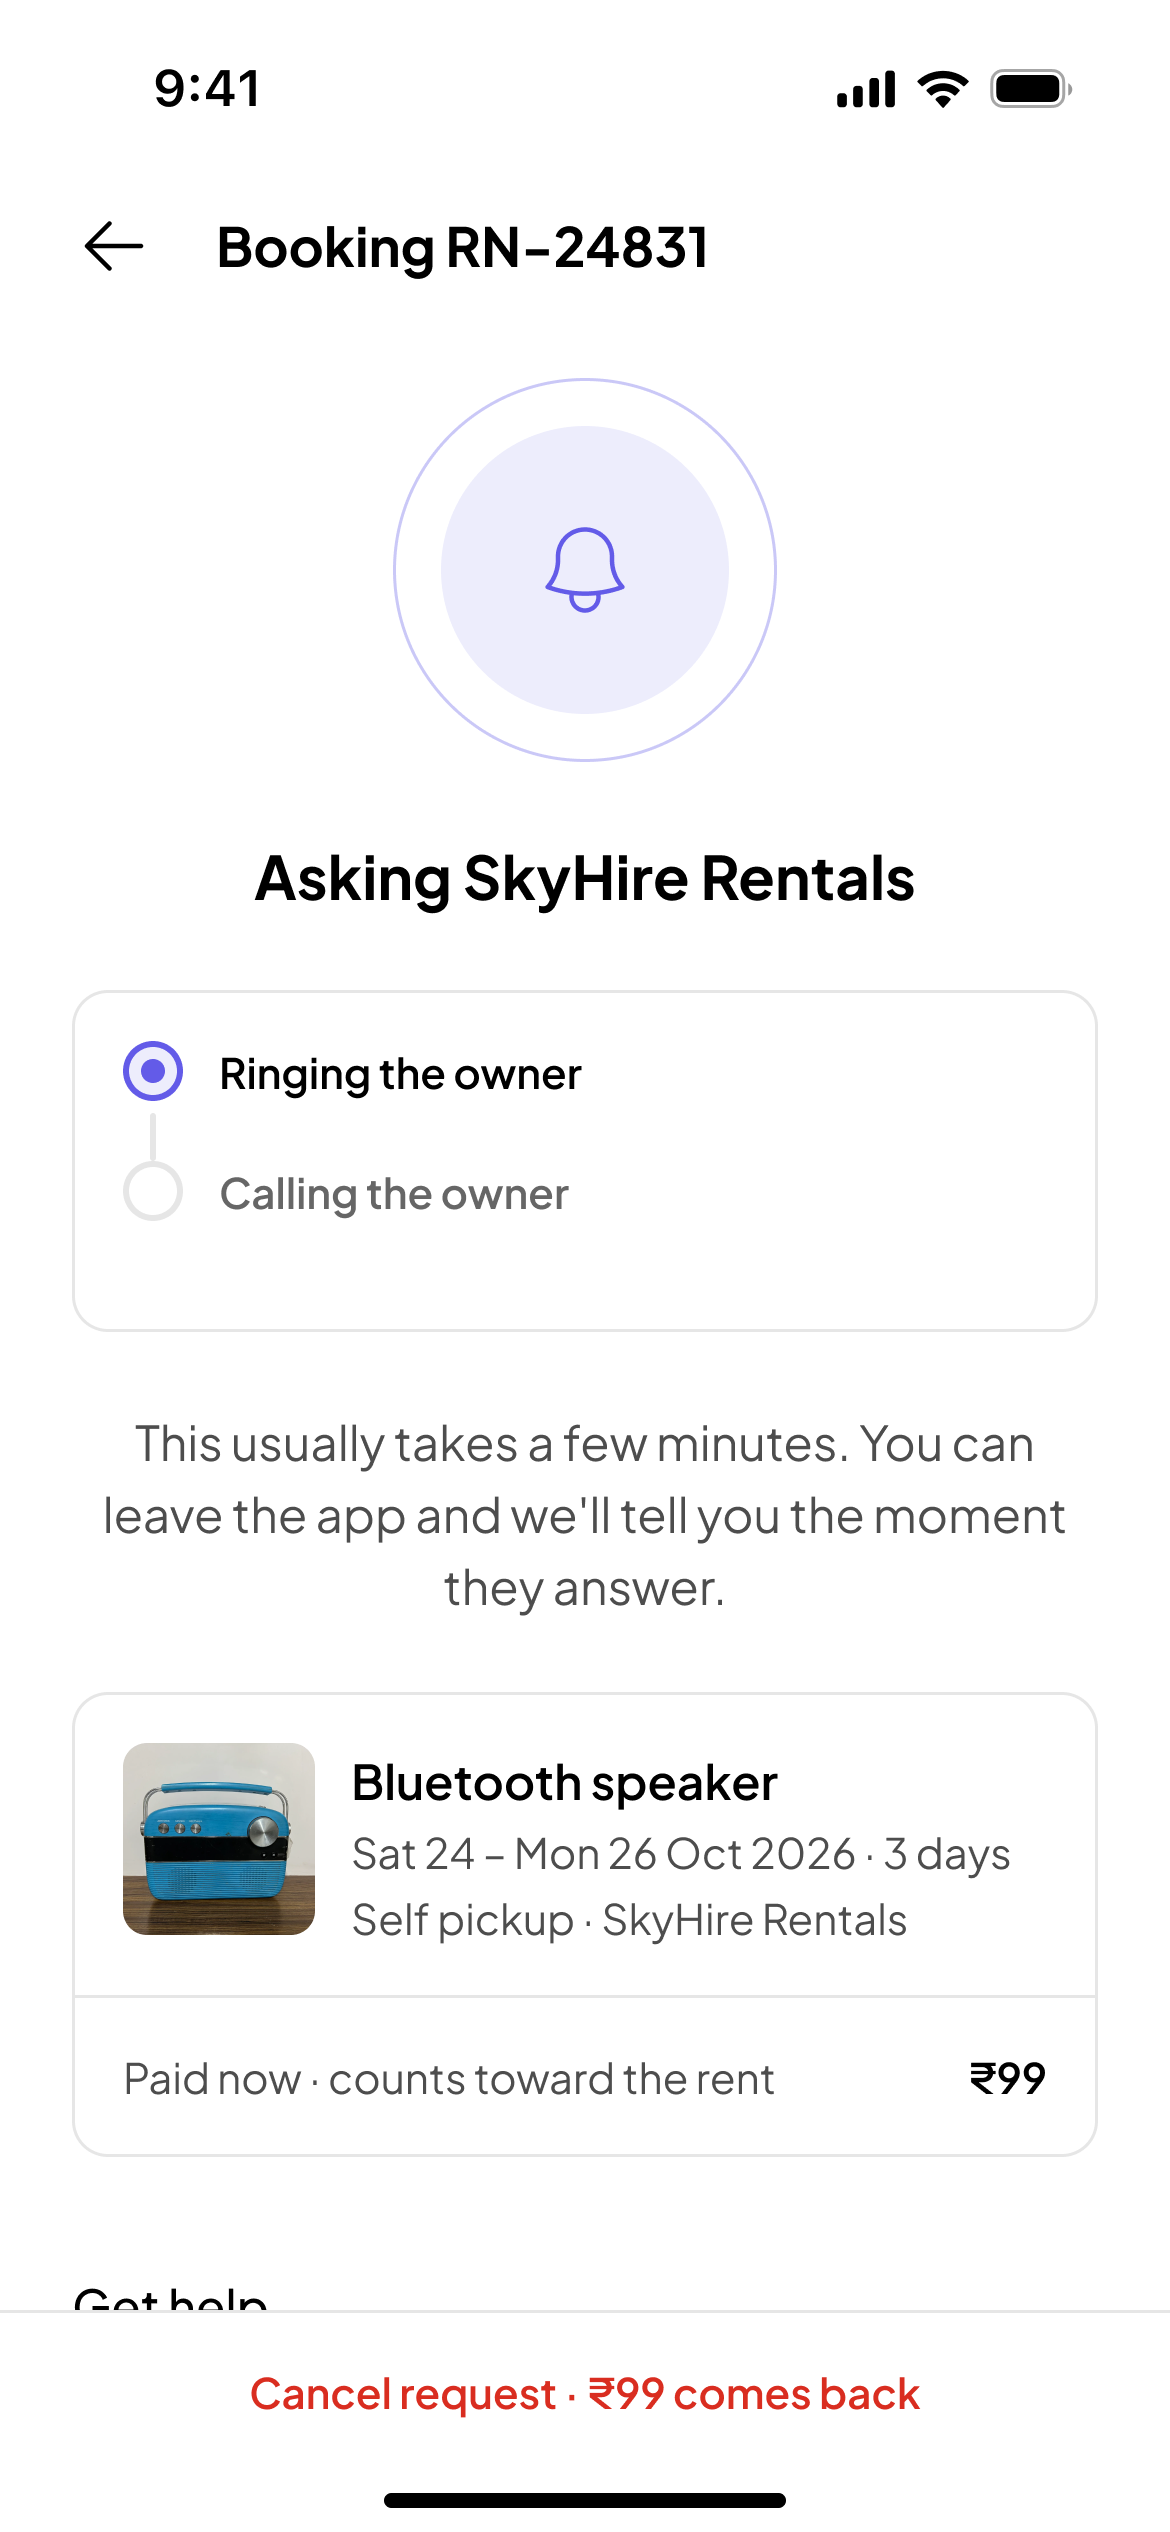 9:41
Booking RN-24831
Asking SkyHire Rentals
Ringing the owner
Calling the owner
This usually takes a few minutes. You can
leave the app and we'll tell you the moment
they answer.
Bluetooth speaker
Sat 24 – Mon 26 Oct 2026 · 3 days
Self pickup · SkyHire Rentals
Paid now · counts toward the rent
₹99
Get help
Cancel request · ₹99 comes back